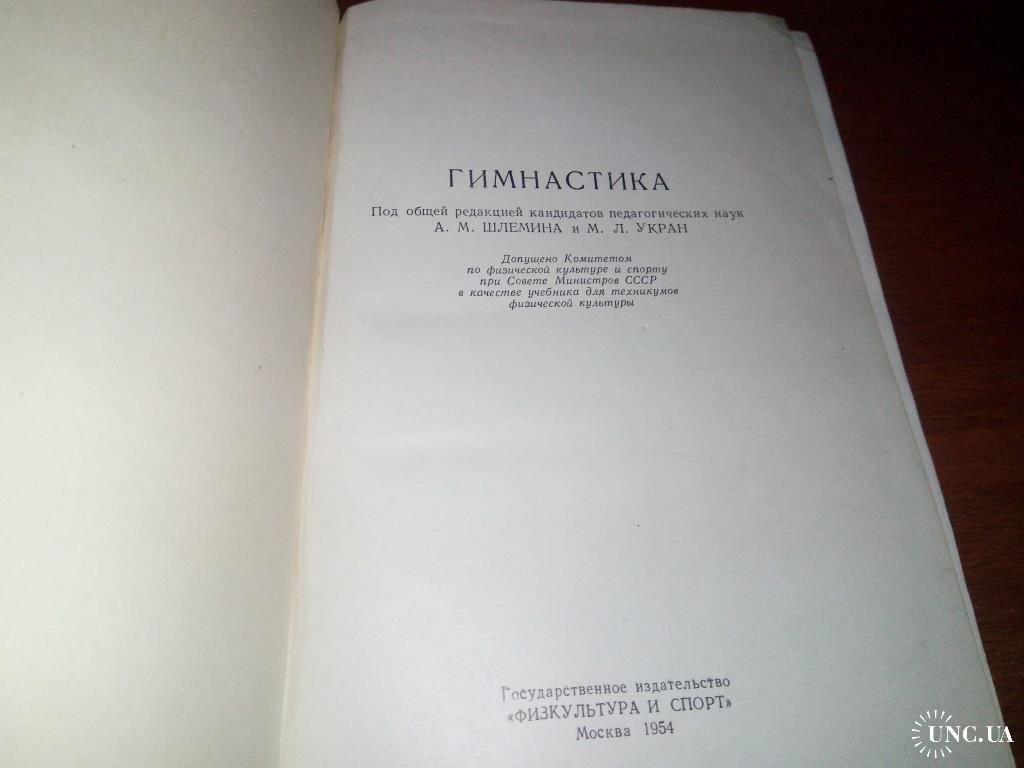 ГИМНАСТИКА
Под общей редакцией кандидатов педагогических наук
А. М. ШЛЕМИНА и М. Л. УКРАН
Допущено Комитетом
по физической культуре и спорту
при Совете Министров СССР
в качестве учебника для техникумов
физической культуры
Государственное издательство
«ФИЗКУЛЬТУРА И СПОРТ»
Москва 1954
UNC.UA